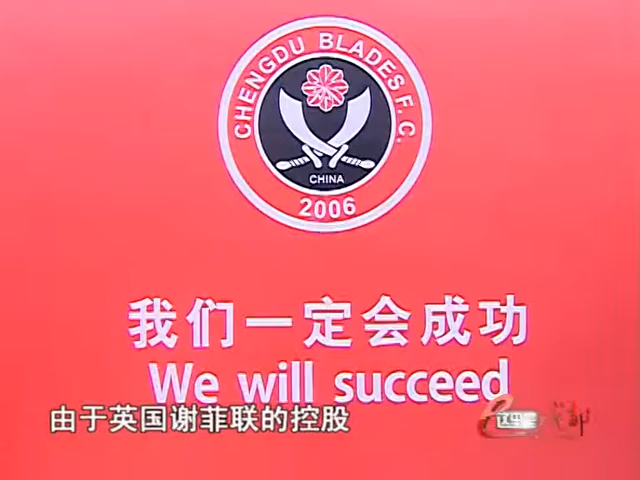 CHENGDU BLADES F.C.
CHINA
2006
我们一定会成功
We will succeed
由于英国谢菲联的控股